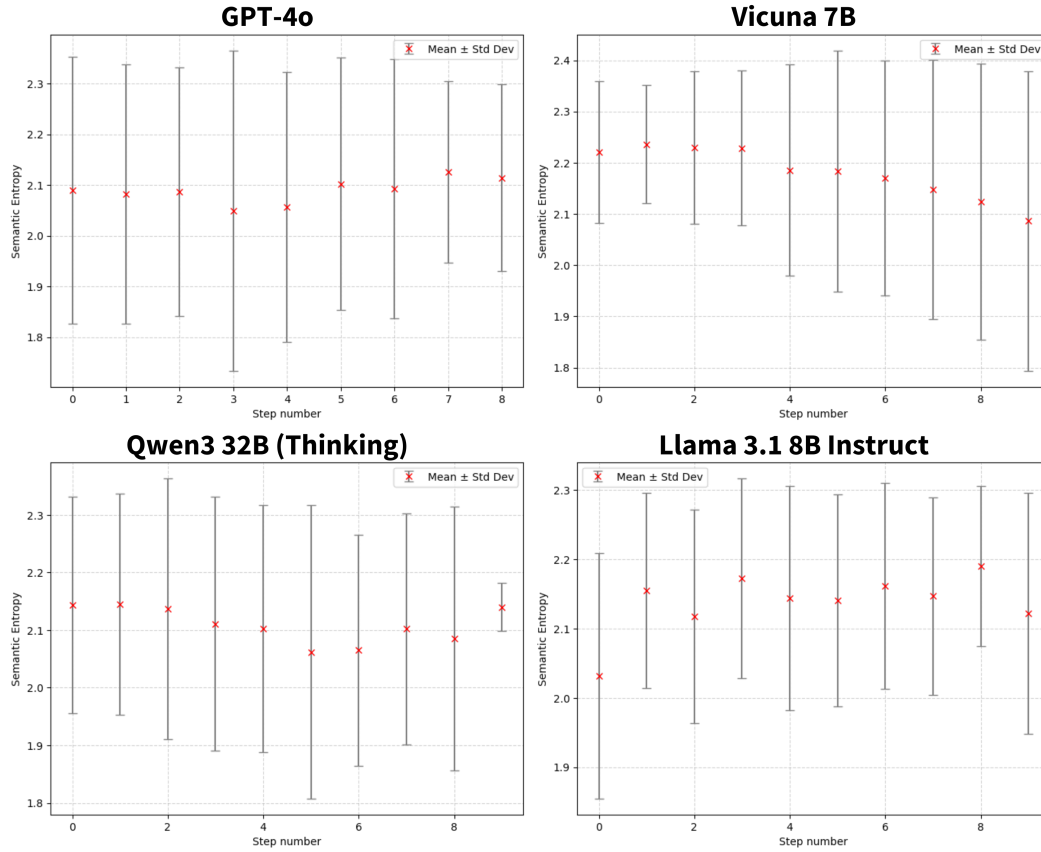 GPT-4o
Mean ± Std Dev
2.3
2.2
2.1
2.0
1.9
1.8
Semantic Entropy
0 1 2 3 4 5 6 7 8
Step number
Vicuna 7B
Mean ± Std Dev
2.4
2.3
2.2
2.1
2.0
1.9
1.8
Semantic Entropy
0 2 4 6 8
Step number
Qwen3 32B (Thinking)
Mean ± Std Dev
2.3
2.2
2.1
2.0
1.9
1.8
Semantic Entropy
0 2 4 6 8
Step number
Llama 3.1 8B Instruct
Mean ± Std Dev
2.3
2.2
2.1
2.0
1.9
Semantic Entropy
0 2 4 6 8
Step number